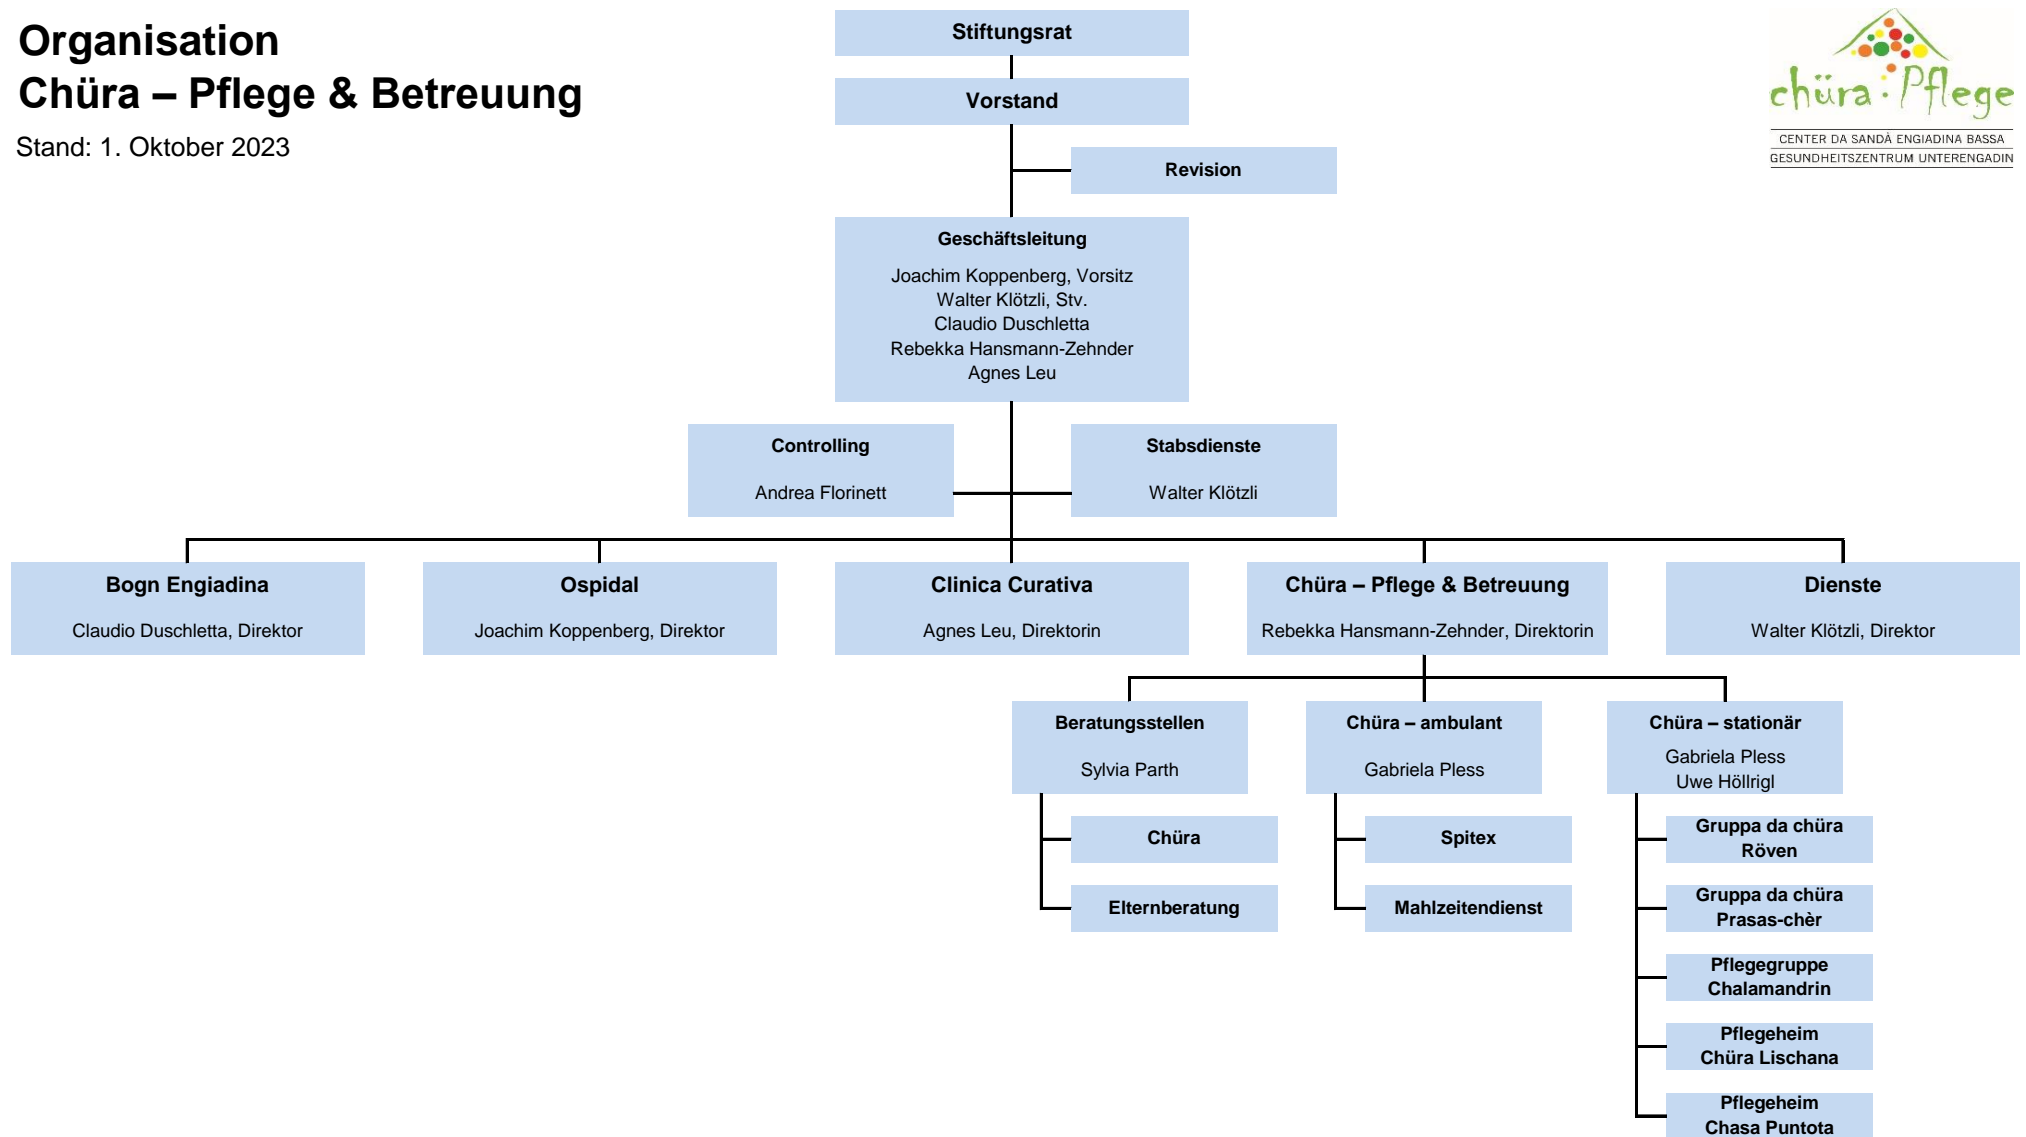 Organisation
Chüra – Pflege & Betreuung
Stand: 1. Oktober 2023
chüra · Pflege
CENTER DA SANDÀ ENGIADINA BASSA
GESUNDHEITSZENTRUM UNTERENGADIN
Stiftungsrat
Vorstand
Revision
Geschäftsleitung
Joachim Koppenberg, Vorsitz
Walter Klötzli, Stv.
Claudio Duschletta
Rebekka Hansmann-Zehnder
Agnes Leu
Controlling
Andrea Florinett
Stabsdienste
Walter Klötzli
Bogn Engiadina
Claudio Duschletta, Direktor
Ospidal
Joachim Koppenberg, Direktor
Clinica Curativa
Agnes Leu, Direktorin
Chüra – Pflege & Betreuung
Rebekka Hansmann-Zehnder, Direktorin
Dienste
Walter Klötzli, Direktor
Beratungsstellen
Sylvia Parth
Chüra
Elternberatung
Chüra – ambulant
Gabriela Pless
Spitex
Mahlzeitendienst
Chüra – stationär
Gabriela Pless
Uwe Höllrigl
Gruppa da chüra
Röven
Gruppa da chüra
Prasas-chèr
Pflegegruppe
Chalamandrin
Pflegeheim
Chüra Lischana
Pflegeheim
Chasa Puntota